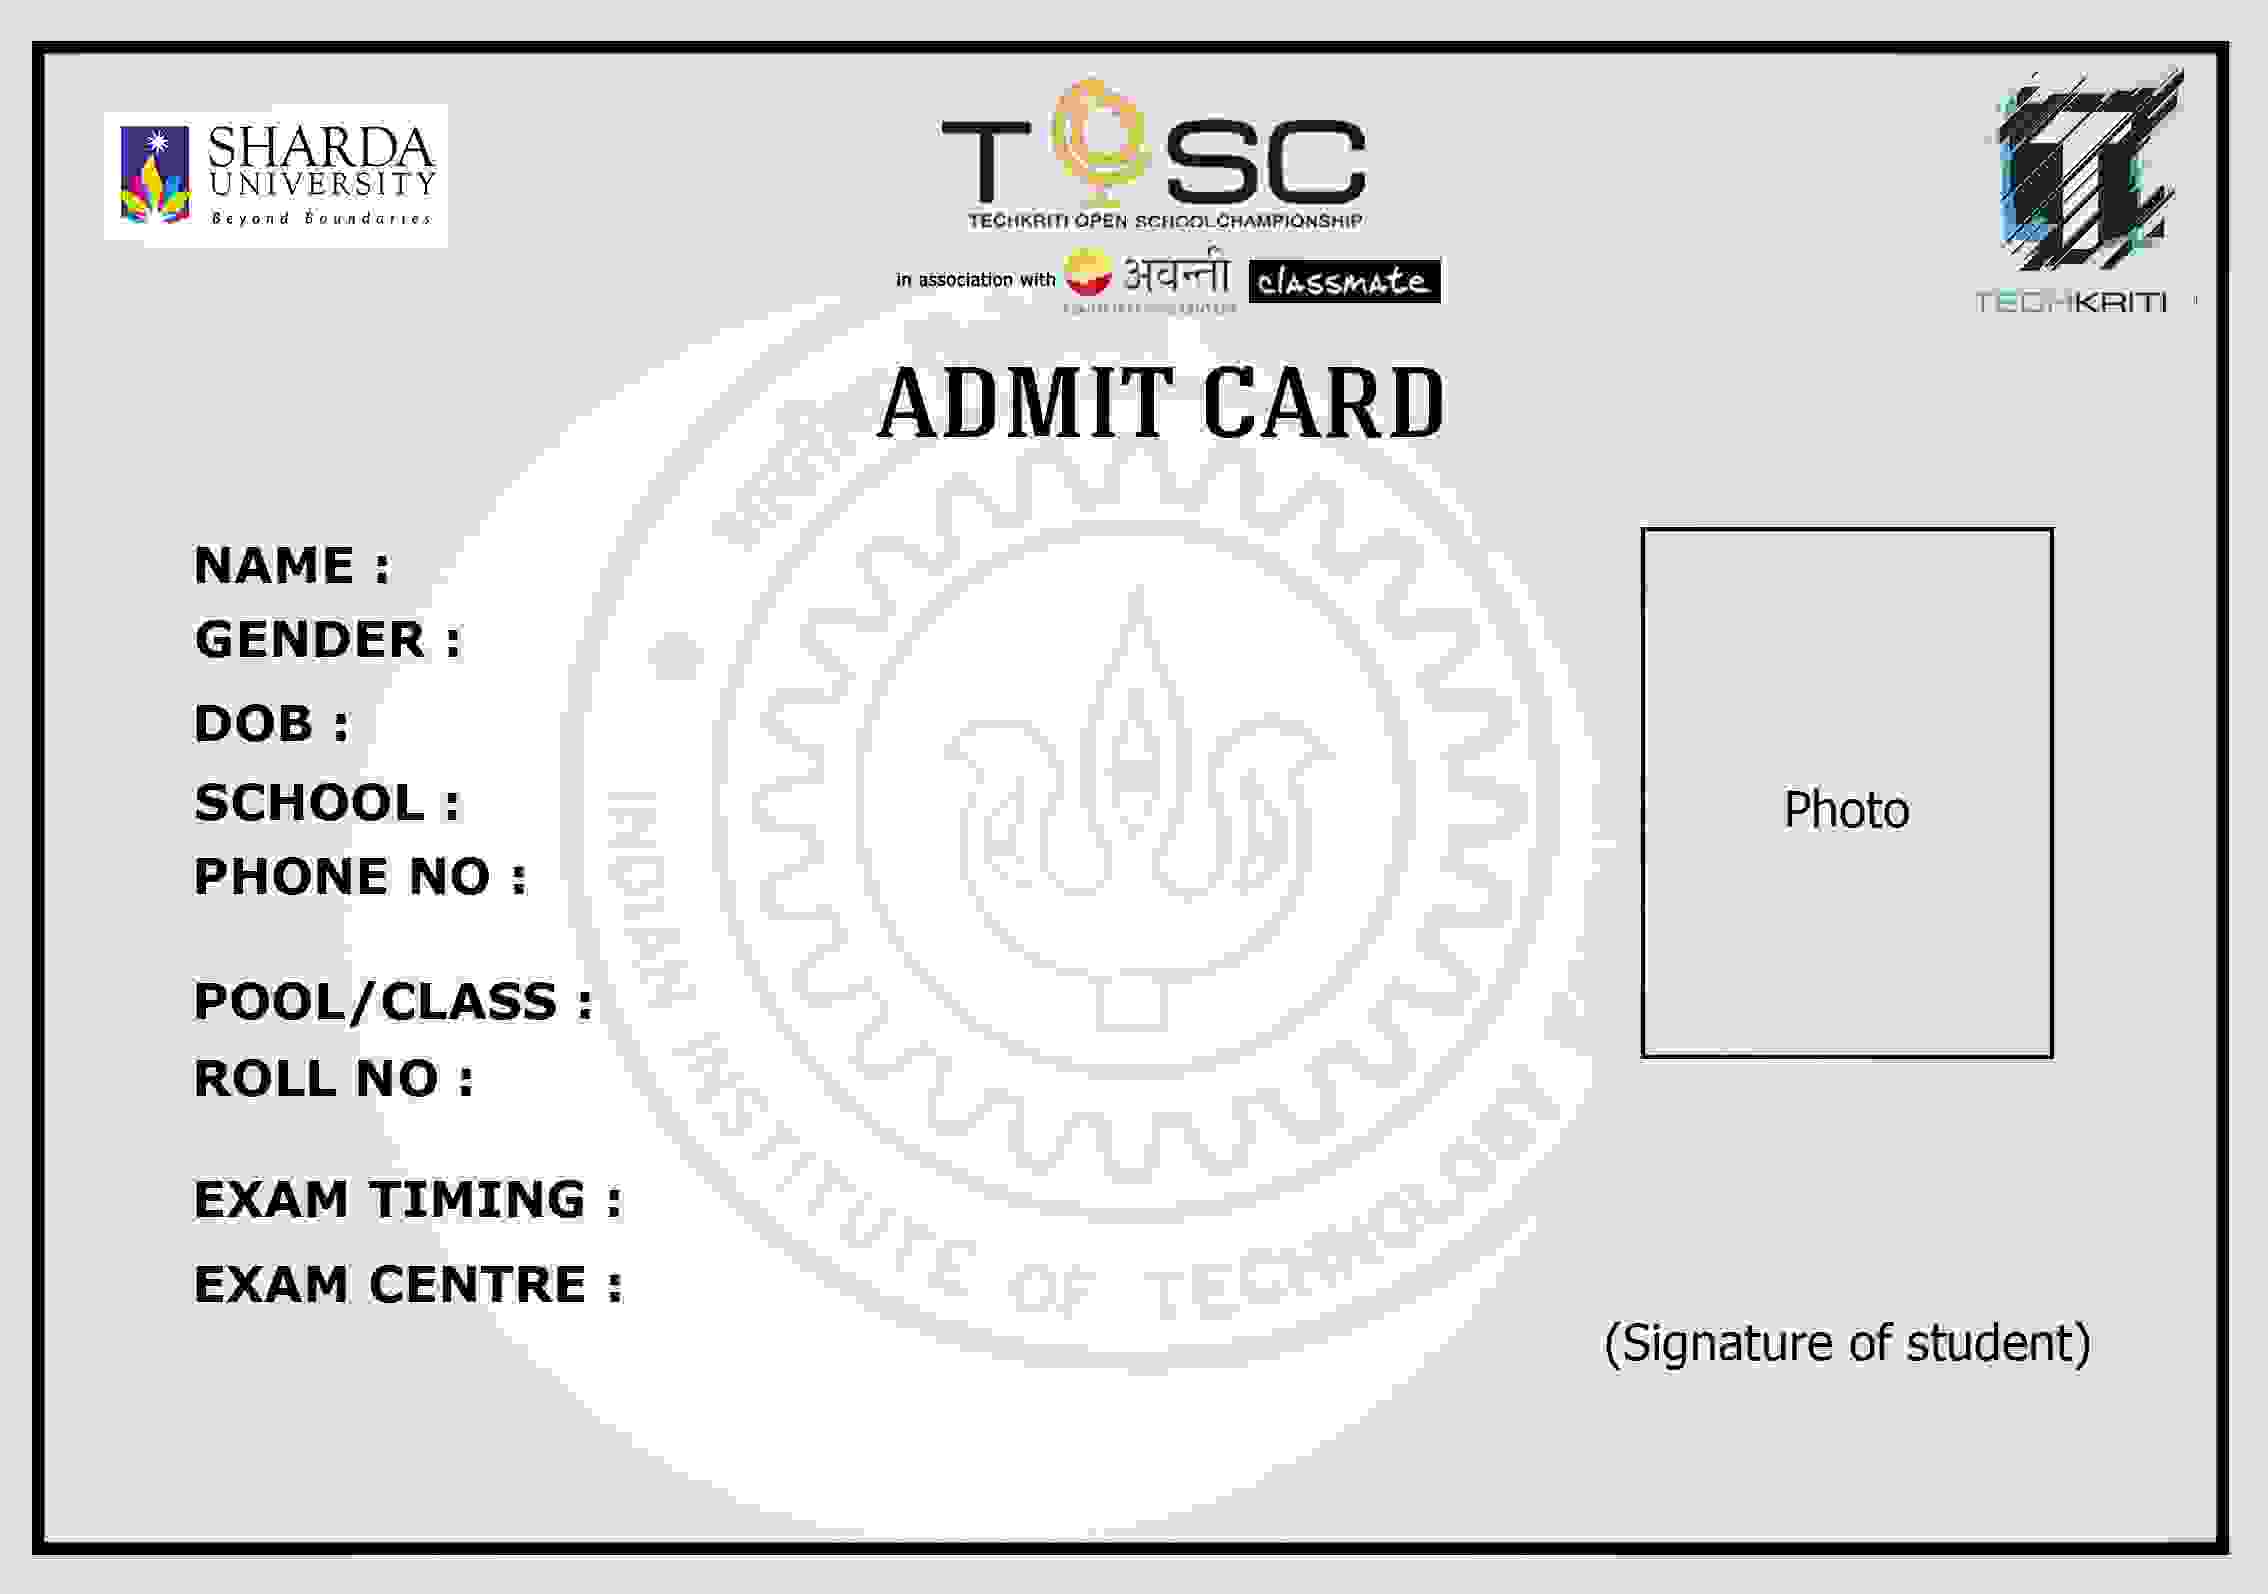 SHARDA
UNIVERSITY
Beyond Boundaries
TOSC
TECHKRITI OPEN SCHOOL CHAMPIONSHIP
in association with अवन्ती classmate
TECHKRITI
ADMIT CARD
NAME :
GENDER :
DOB :
SCHOOL :
PHONE NO :
POOL/CLASS :
ROLL NO :
EXAM TIMING :
EXAM CENTRE :
Photo
(Signature of student)
INDIAN INSTITUTE OF TECHNOLOGY